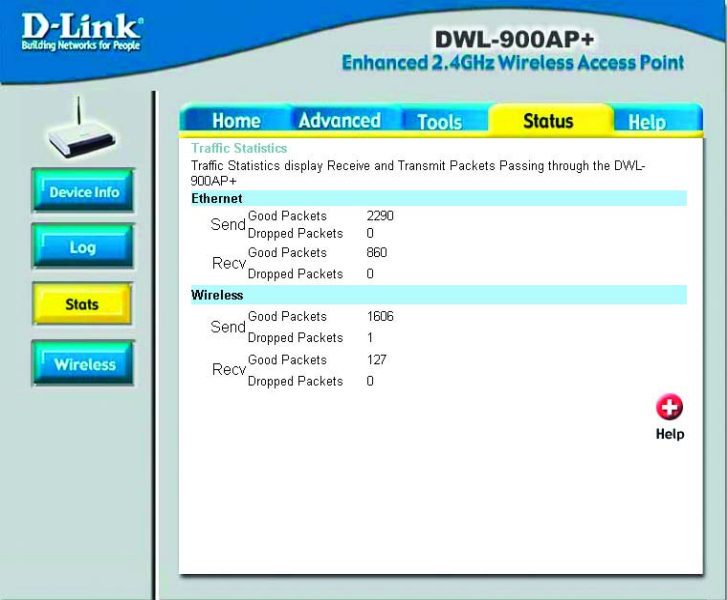 D-Link
Building Networks for People
DWL-900AP+
Enhanced 2.4GHz Wireless Access Point
Home Advanced Tools Status Help
Device Info
Log
Stats
Wireless
Traffic Statistics
Traffic Statistics display Receive and Transmit Packets Passing through the DWL-
900AP+
Ethernet
Send Good Packets 2290
Dropped Packets 0
Recv Good Packets 860
Dropped Packets 0
Wireless
Send Good Packets 1606
Dropped Packets 1
Recv Good Packets 127
Dropped Packets 0
Help